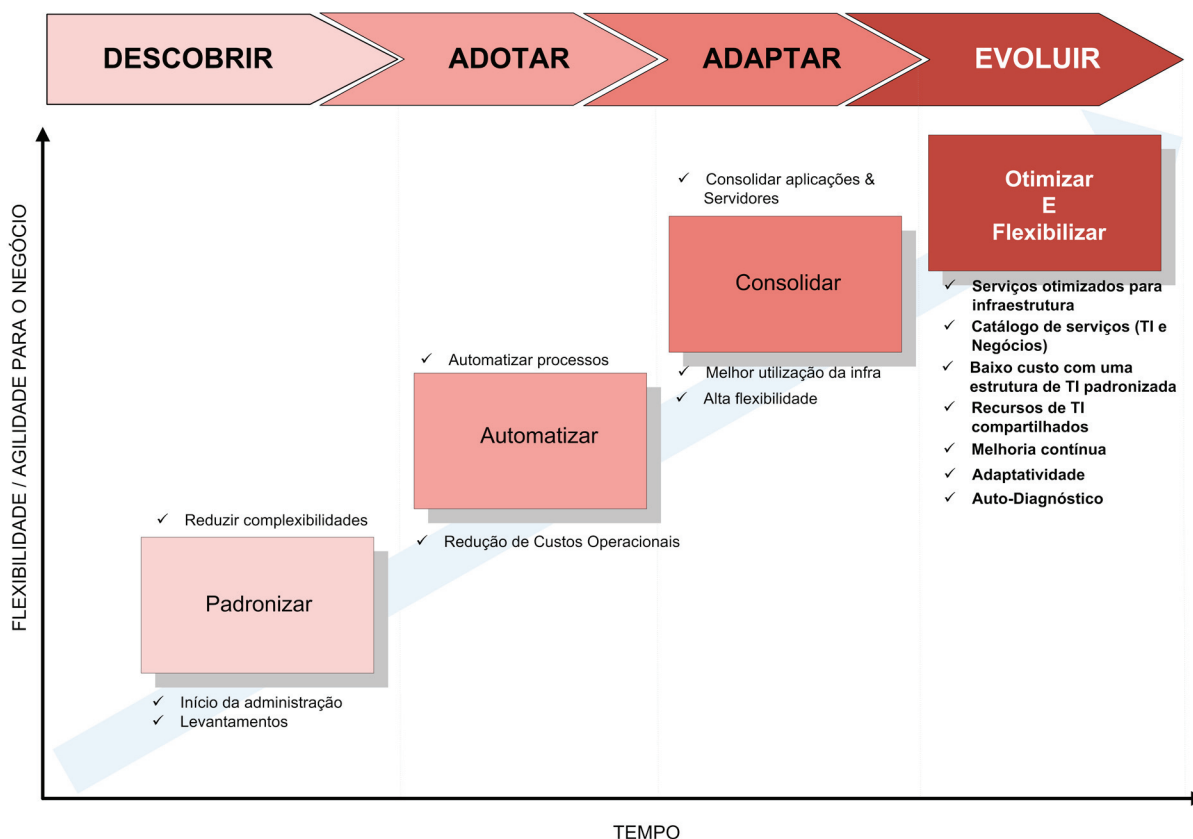 DESCOBRIR
ADOTAR
ADAPTAR
EVOLUIR
FLEXIBILIDADE / AGILIDADE PARA O NEGÓCIO
✓ Reduzir complexibilidades
Padronizar
✓ Início da administração
✓ Levantamentos
✓ Automatizar processos
Automatizar
✓ Redução de Custos Operacionais
✓ Consolidar aplicações &
Servidores
Consolidar
✓ Melhor utilização da infra
✓ Alta flexibilidade
Otimizar
E
Flexibilizar
✓ Serviços otimizados para
infraestrutura
✓ Catálogo de serviços (TI e
Negócios)
✓ Baixo custo com uma
estrutura de TI padronizada
✓ Recursos de TI
compartilhados
✓ Melhoria contínua
✓ Adaptatividade
✓ Auto-Diagnóstico
TEMPO